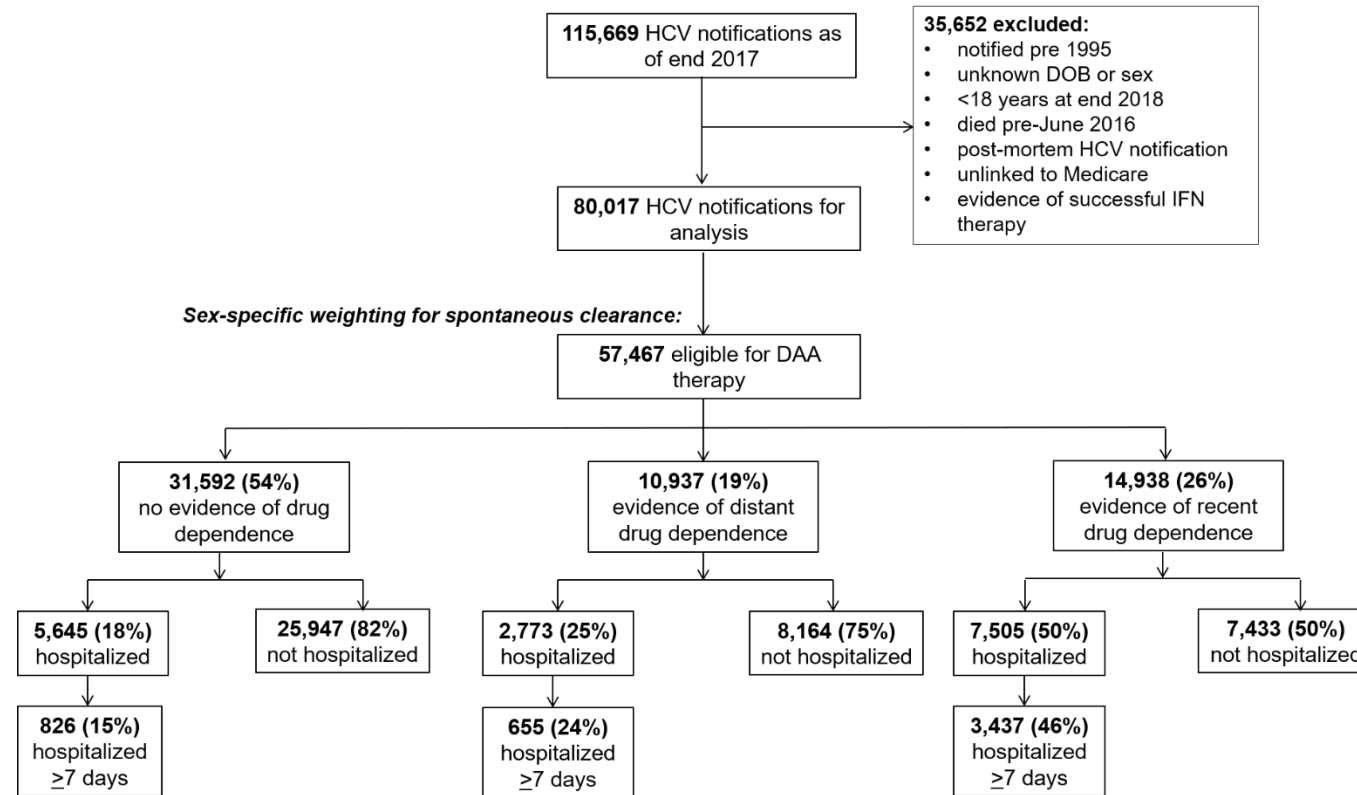 115,669 HCV notifications as
of end 2017
35,652 excluded:
• notified pre 1995
• unknown DOB or sex
• <18 years at end 2018
• died pre-June 2016
• post-mortem HCV notification
• unlinked to Medicare
• evidence of successful IFN
therapy
80,017 HCV notifications for
analysis
Sex-specific weighting for spontaneous clearance:
57,467 eligible for DAA
therapy
31,592 (54%)
no evidence of drug
dependence
10,937 (19%)
evidence of distant
drug dependence
14,938 (26%)
evidence of recent
drug dependence
5,645 (18%)
hospitalized
25,947 (82%)
not hospitalized
2,773 (25%)
hospitalized
8,164 (75%)
not hospitalized
7,505 (50%)
hospitalized
7,433 (50%)
not hospitalized
826 (15%)
hospitalized
≥7 days
655 (24%)
hospitalized
≥7 days
3,437 (46%)
hospitalized
≥7 days